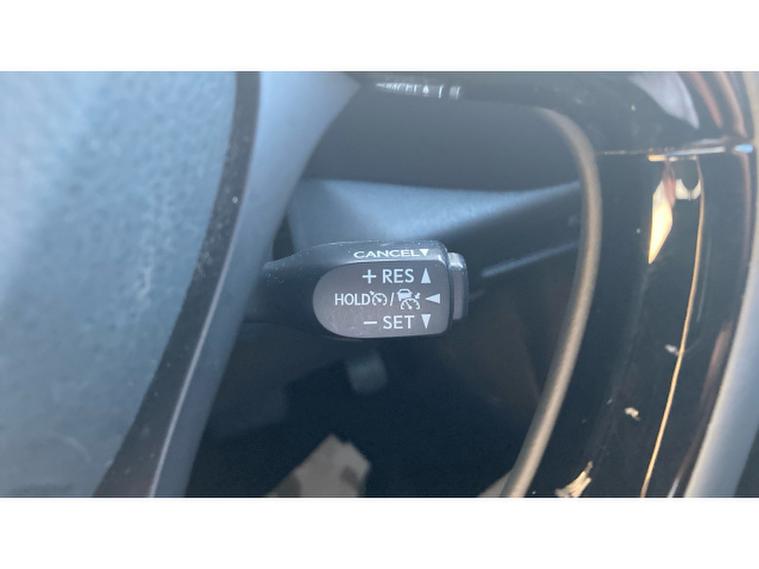 CANCEL▼
+ RES ▲
HOLD / ◀
− SET ▼